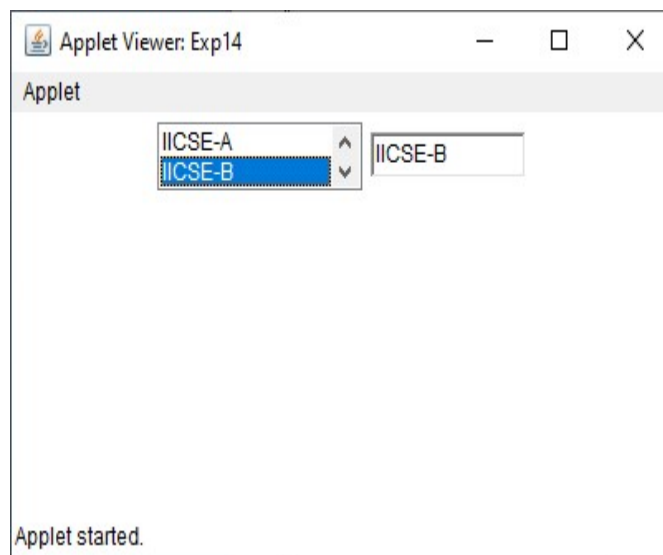 Applet Viewer: Exp14
Applet
IICSE-A
IICSE-B
IICSE-B
Applet started.